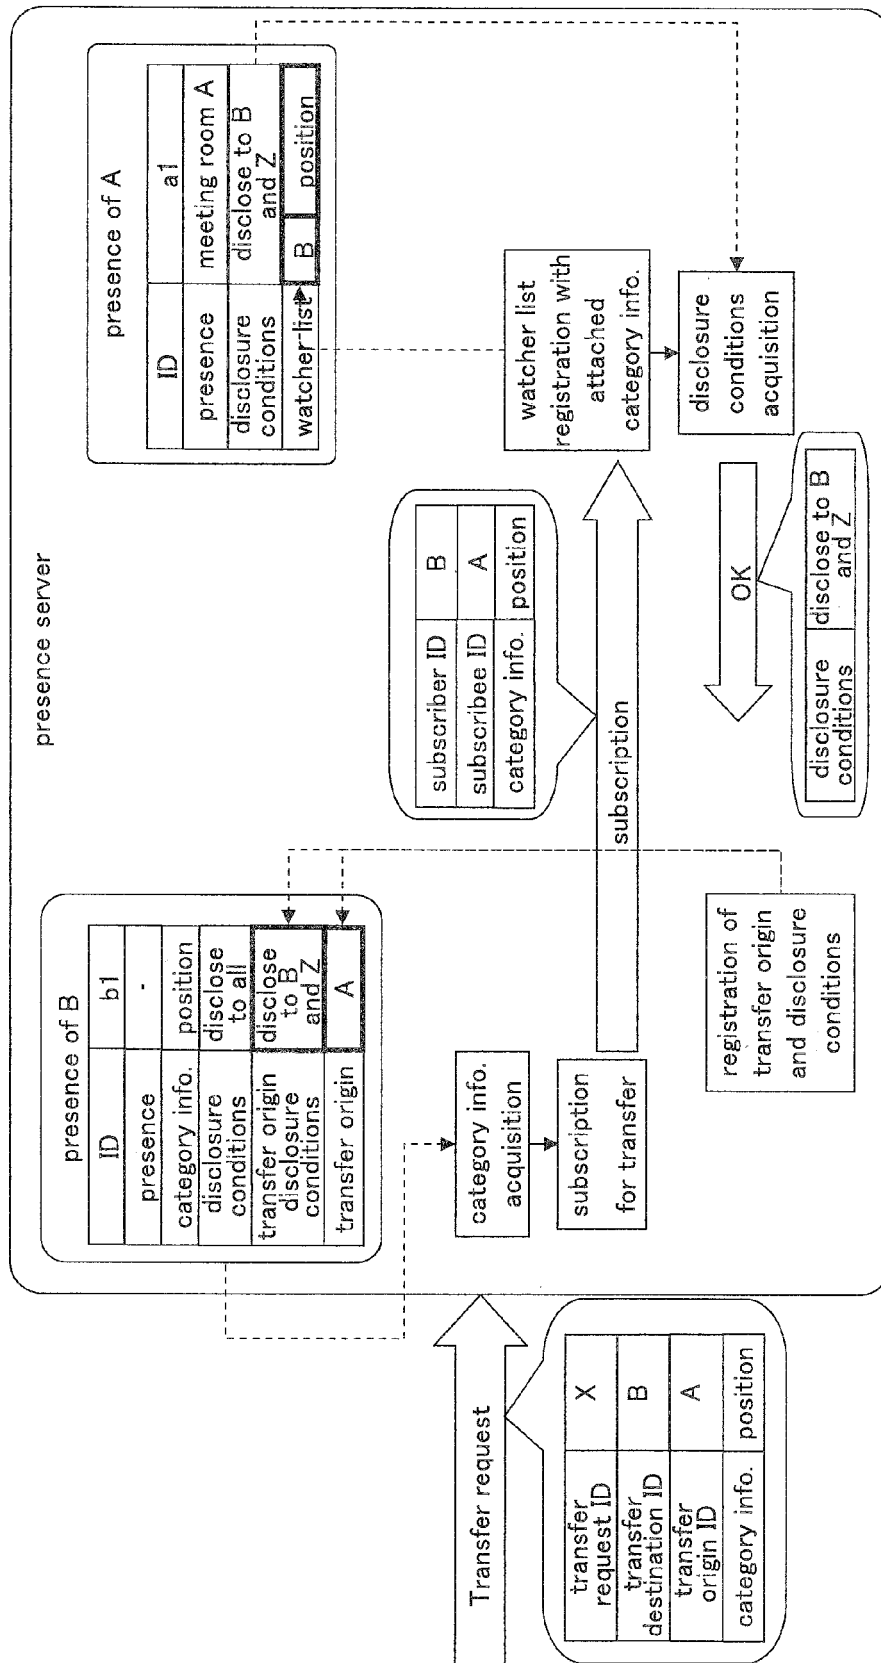 presence server
presence of B
ID
b1
presence
-
category info.
position
disclosure
conditions
disclose
to all
transfer origin
disclosure
conditions
disclose
to B
and Z
transfer origin
A
presence of A
ID
a1
presence
meeting room A
disclosure
conditions
disclose to B
and Z
watcher list
B
position
Transfer request
transfer
request ID
X
transfer
destination ID
B
transfer
origin ID
A
category info.
position
category info.
acquisition
subscription
for transfer
subscription
subscriber ID
B
subscribee ID
A
category info.
position
watcher list
registration with
attached
category info.
disclosure
conditions
acquisition
OK
disclosure
conditions
disclose to B
and Z
registration of
transfer origin
and disclosure
conditions